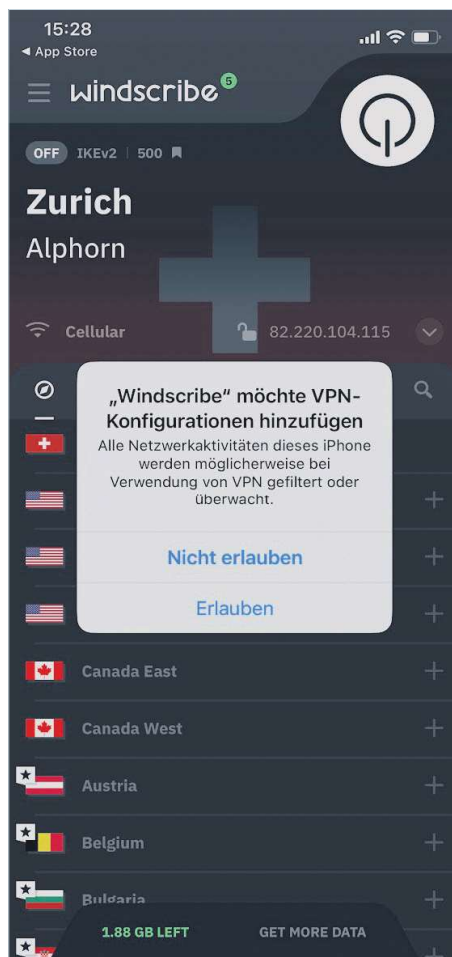 15:28
◀ App Store
windscribe 5
OFF IKEv2 | 500
Zurich
Alphorn
Cellular 82.220.104.115
„Windscribe“ möchte VPN-
Konfigurationen hinzufügen
Alle Netzwerkaktivitäten dieses iPhone
werden möglicherweise bei
Verwendung von VPN gefiltert oder
überwacht.
Nicht erlauben
Erlauben
Canada East
Canada West
Austria
Belgium
Bulgaria
1.88 GB LEFT GET MORE DATA